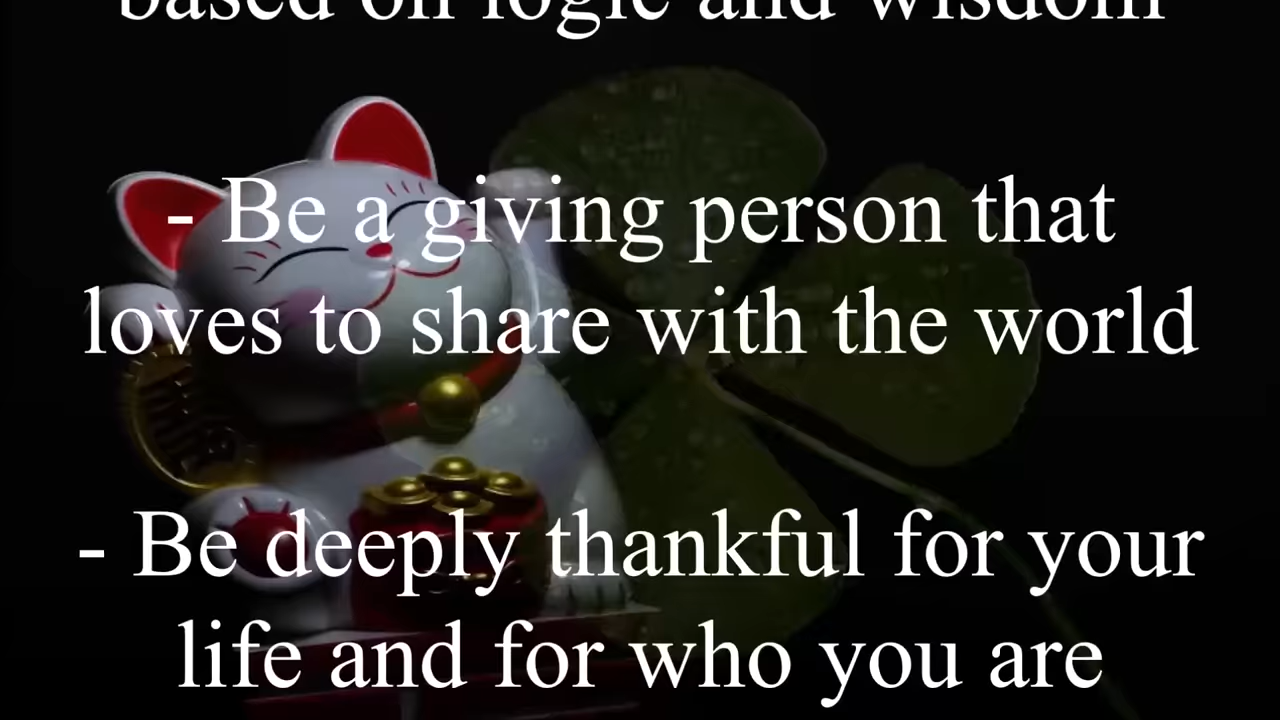 based on logic and wisdom
- Be a giving person that
loves to share with the world
- Be deeply thankful for your
life and for who you are